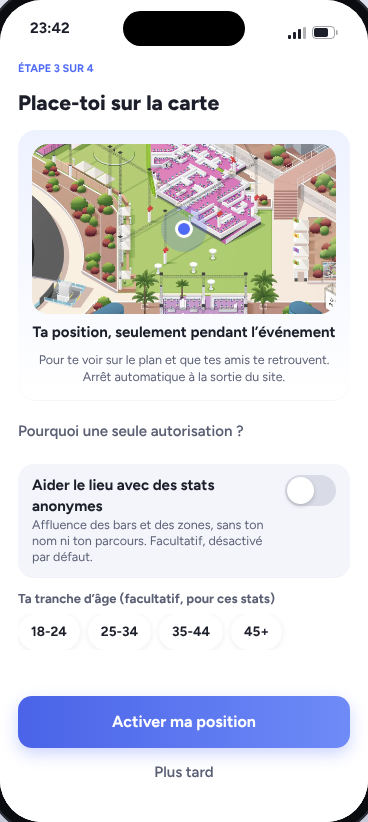 23:42
ÉTAPE 3 SUR 4
Place-toi sur la carte
Ta position, seulement pendant l’événement
Pour te voir sur le plan et que tes amis te retrouvent.
Arrêt automatique à la sortie du site.
Pourquoi une seule autorisation ?
Aider le lieu avec des stats
anonymes
Affluence des bars et des zones, sans ton
nom ni ton parcours. Facultatif, désactivé
par défaut.
Ta tranche d’âge (facultatif, pour ces stats)
18-24
25-34
35-44
45+
Activer ma position
Plus tard